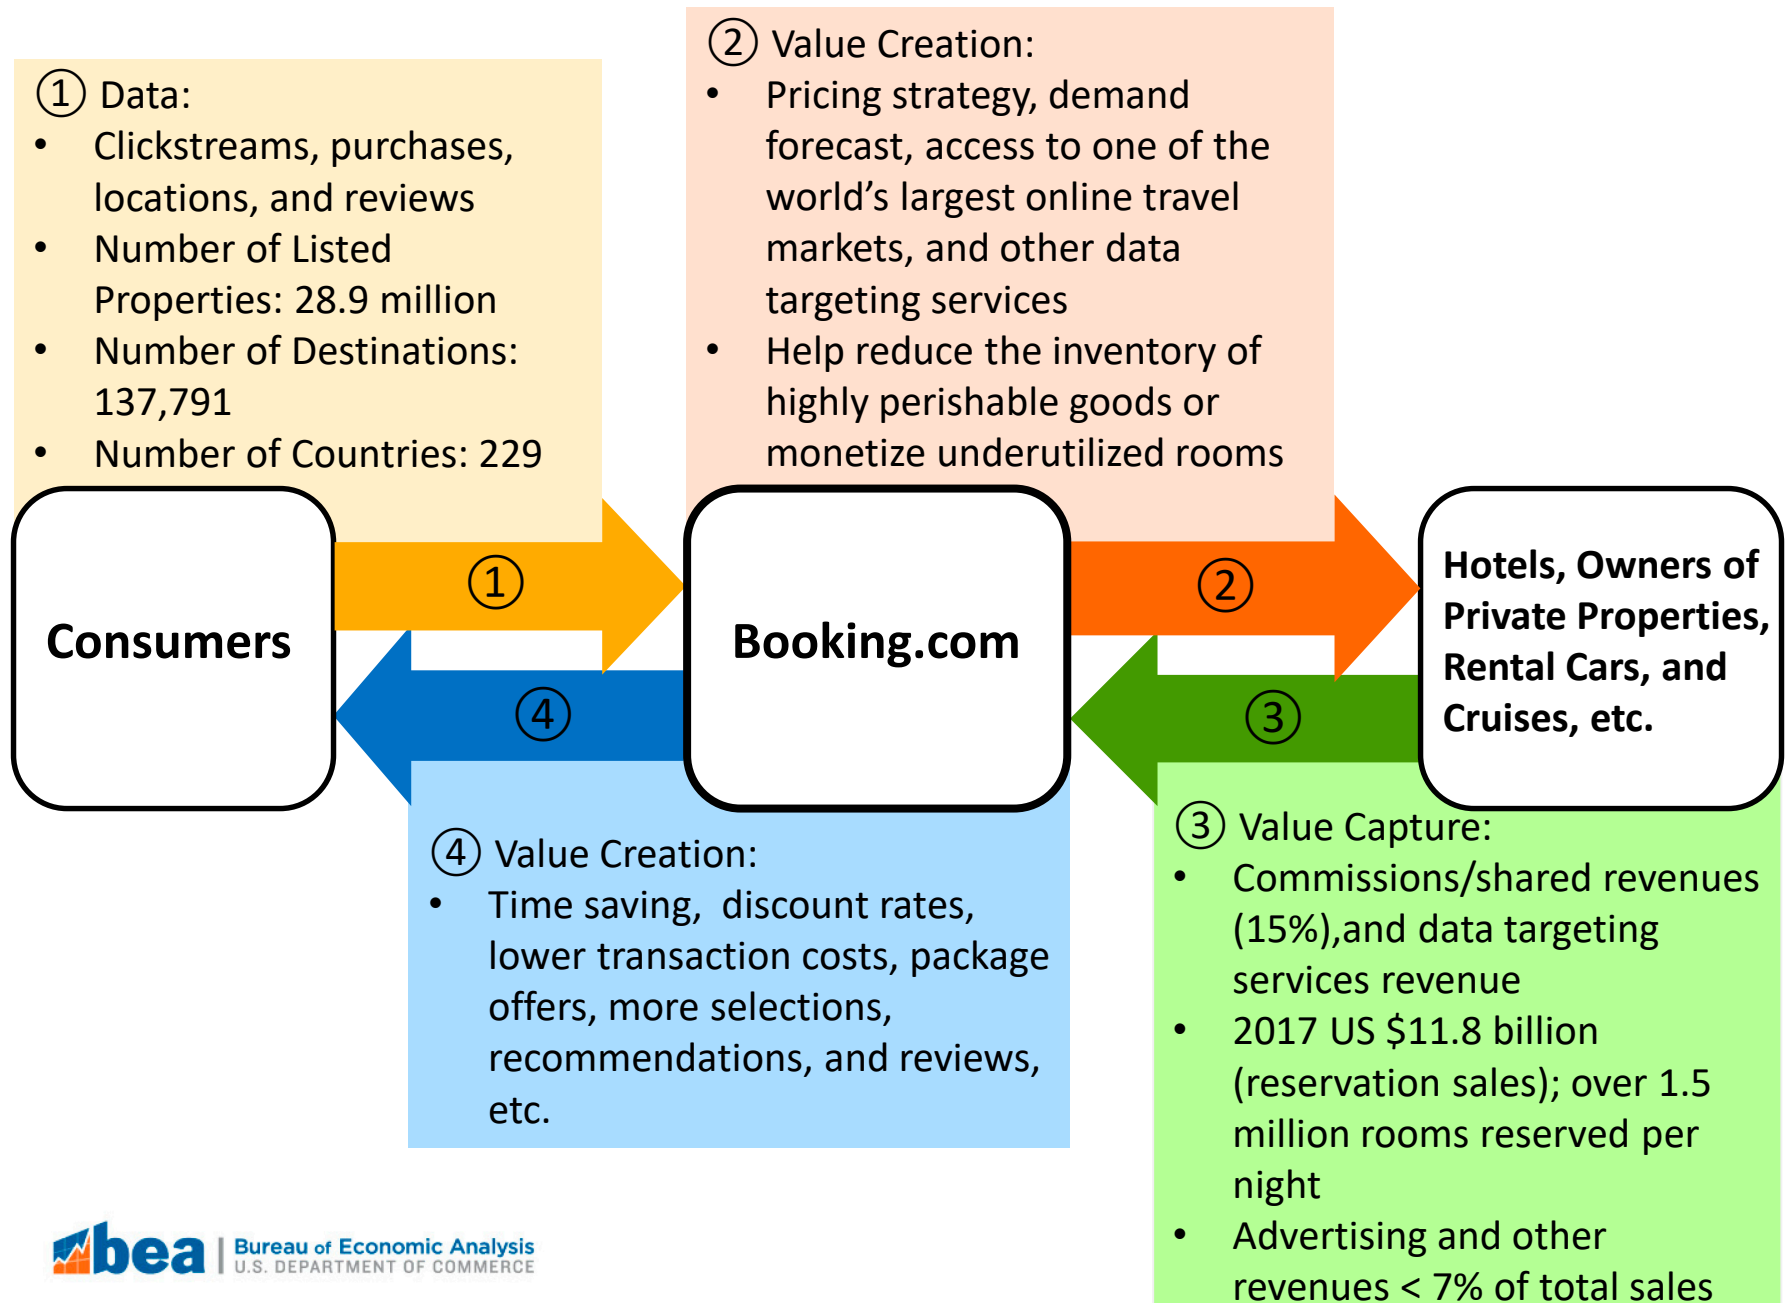 ① Data:
• Clickstreams, purchases,
locations, and reviews
• Number of Listed
Properties: 28.9 million
• Number of Destinations:
137,791
• Number of Countries: 229
② Value Creation:
• Pricing strategy, demand
forecast, access to one of the
world’s largest online travel
markets, and other data
targeting services
• Help reduce the inventory of
highly perishable goods or
monetize underutilized rooms
Consumers
①
④
Booking.com
②
③
Hotels, Owners of
Private Properties,
Rental Cars, and
Cruises, etc.
④ Value Creation:
• Time saving, discount rates,
lower transaction costs, package
offers, more selections,
recommendations, and reviews,
etc.
③ Value Capture:
• Commissions/shared revenues
(15%),and data targeting
services revenue
• 2017 US $11.8 billion
(reservation sales); over 1.5
million rooms reserved per
night
• Advertising and other
revenues < 7% of total sales
bea | Bureau of Economic Analysis
U.S. DEPARTMENT OF COMMERCE